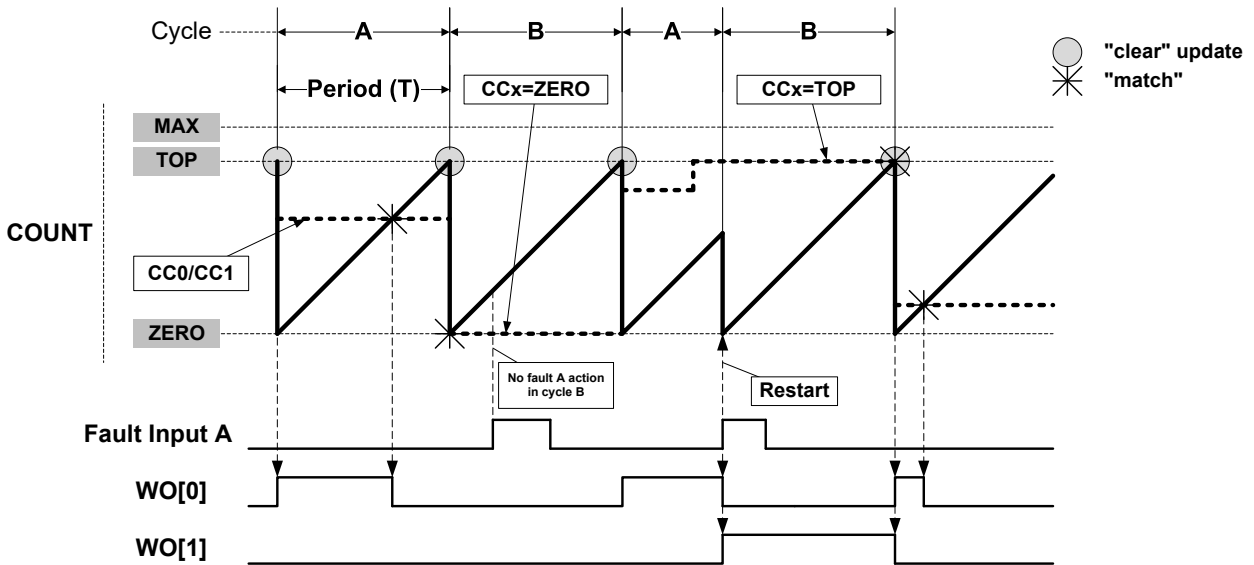 Cycle
A
B
A
B
"clear" update
"match"
Period (T)
CCx=ZERO
CCx=TOP
MAX
TOP
COUNT
CC0/CC1
ZERO
No fault A action
in cycle B
Restart
Fault Input A
WO[0]
WO[1]